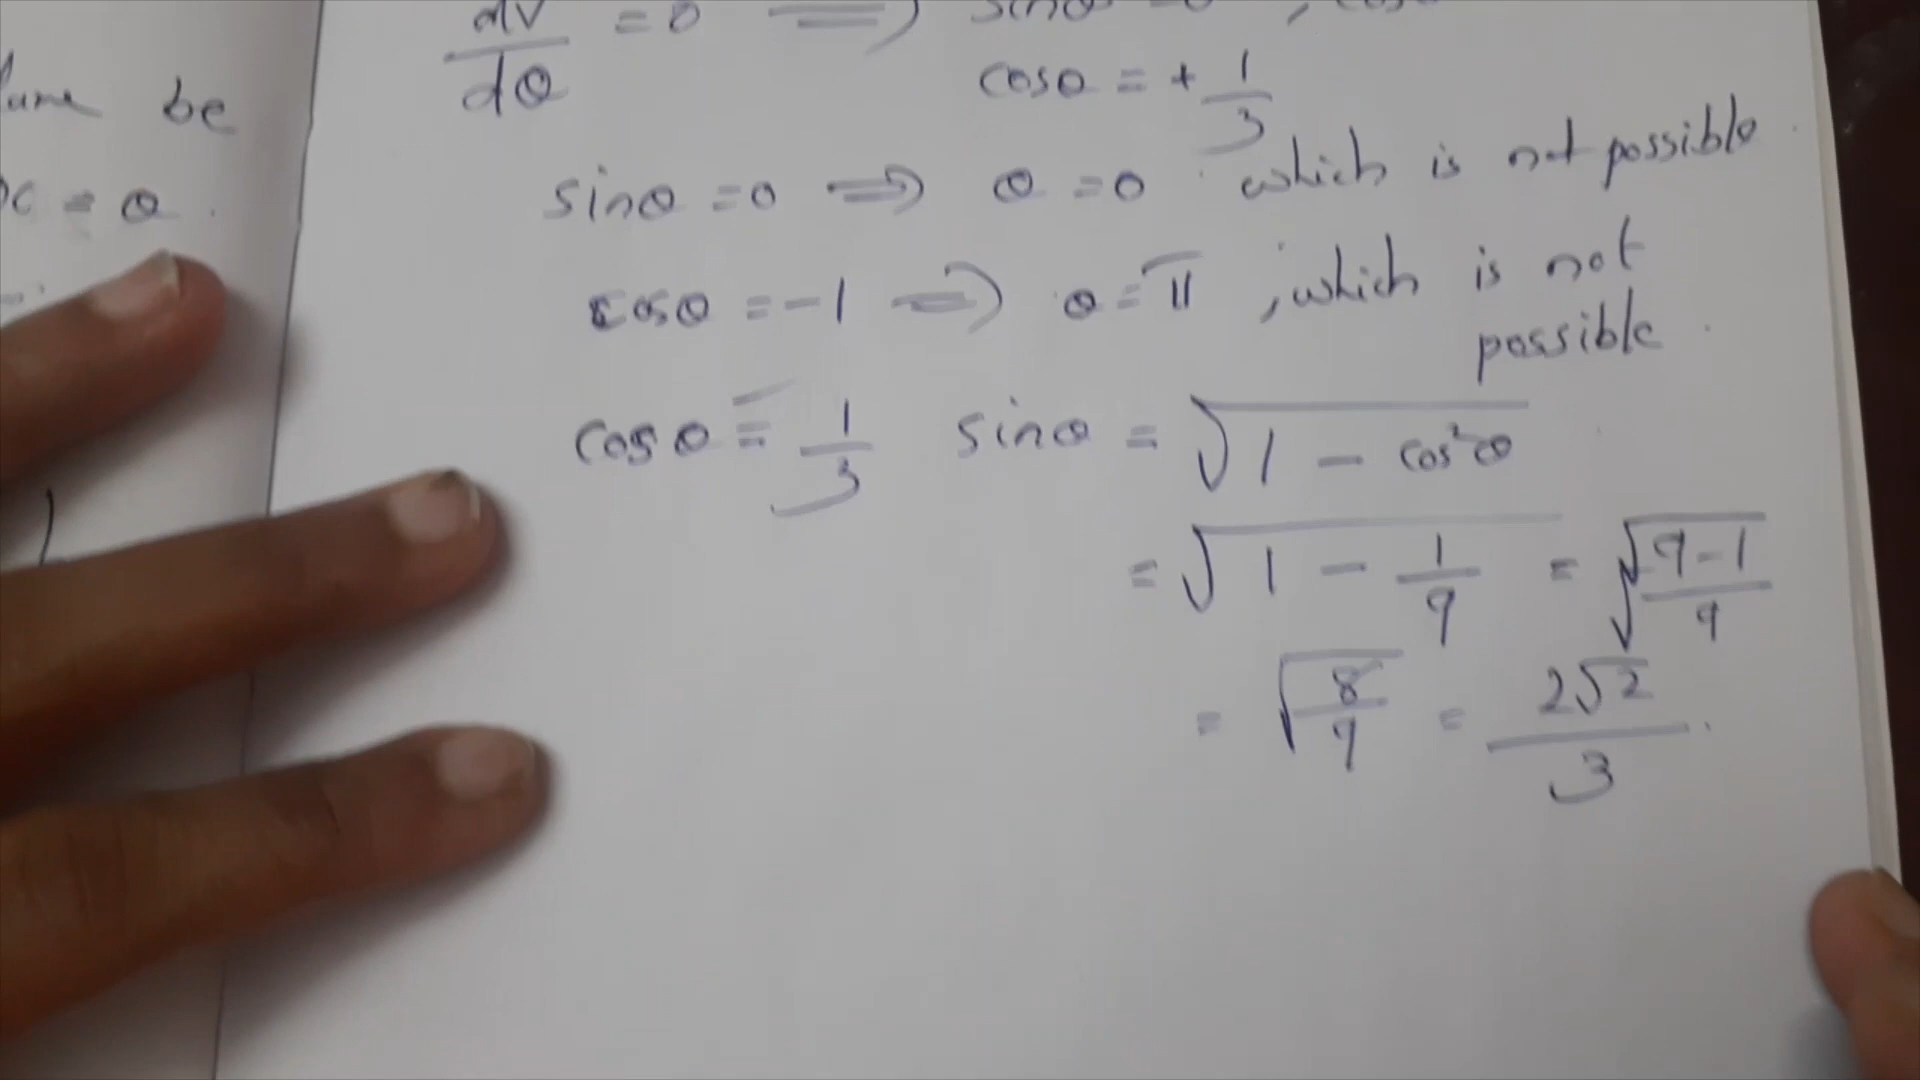 be
= θ
dV/dθ = 0 ⟹ sinθ = 0, cosθ
cosθ = + 1/3
sinθ = 0 ⟹ θ = 0 which is not possible.
cosθ = -1 ⟹ θ = π, which is not
possible.
cosθ = 1/3 sinθ = √(1 - cos²θ)
= √(1 - 1/9) = √((9-1)/9)
= √(8/9) = 2√2/3.